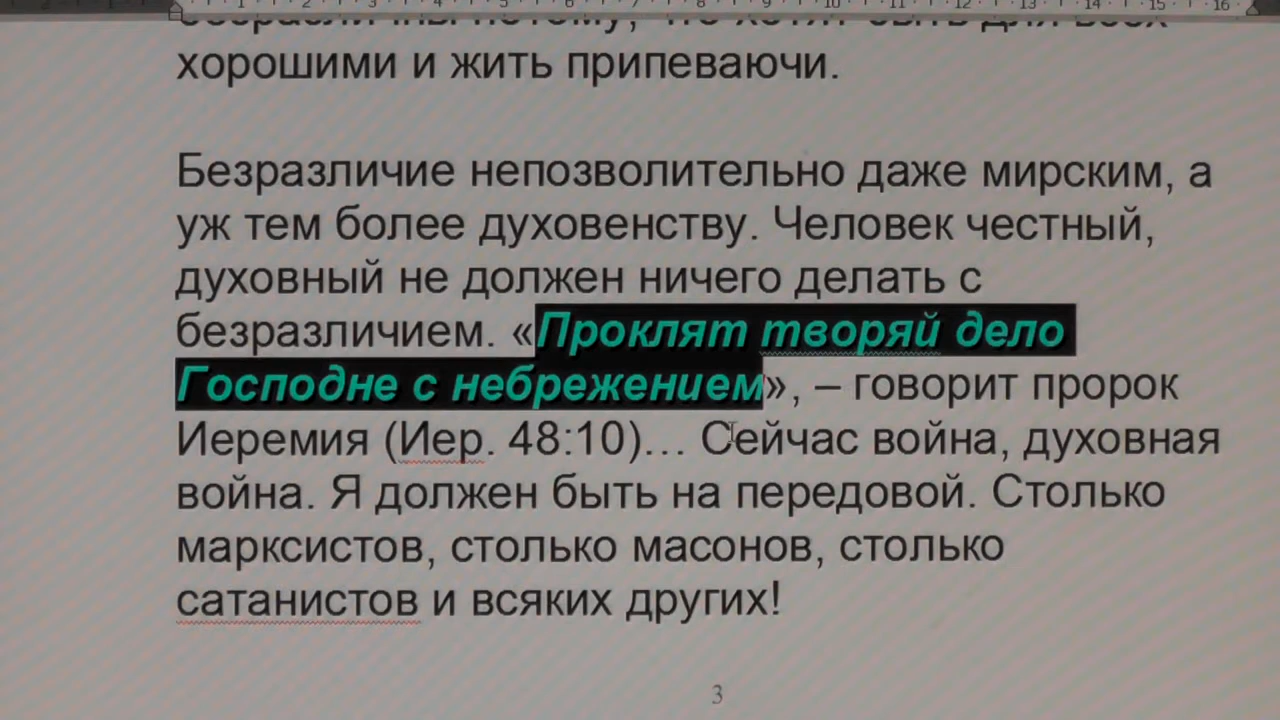 хорошими и жить припеваючи.
Безразличие непозволительно даже мирским, а
уж тем более духовенству. Человек честный,
духовный не должен ничего делать с
безразличием. «Проклят творяй дело
Господне с небрежением», – говорит пророк
Иеремия (Иер. 48:10)… Сейчас война, духовная
война. Я должен быть на передовой. Столько
марксистов, столько масонов, столько
сатанистов и всяких других!
3